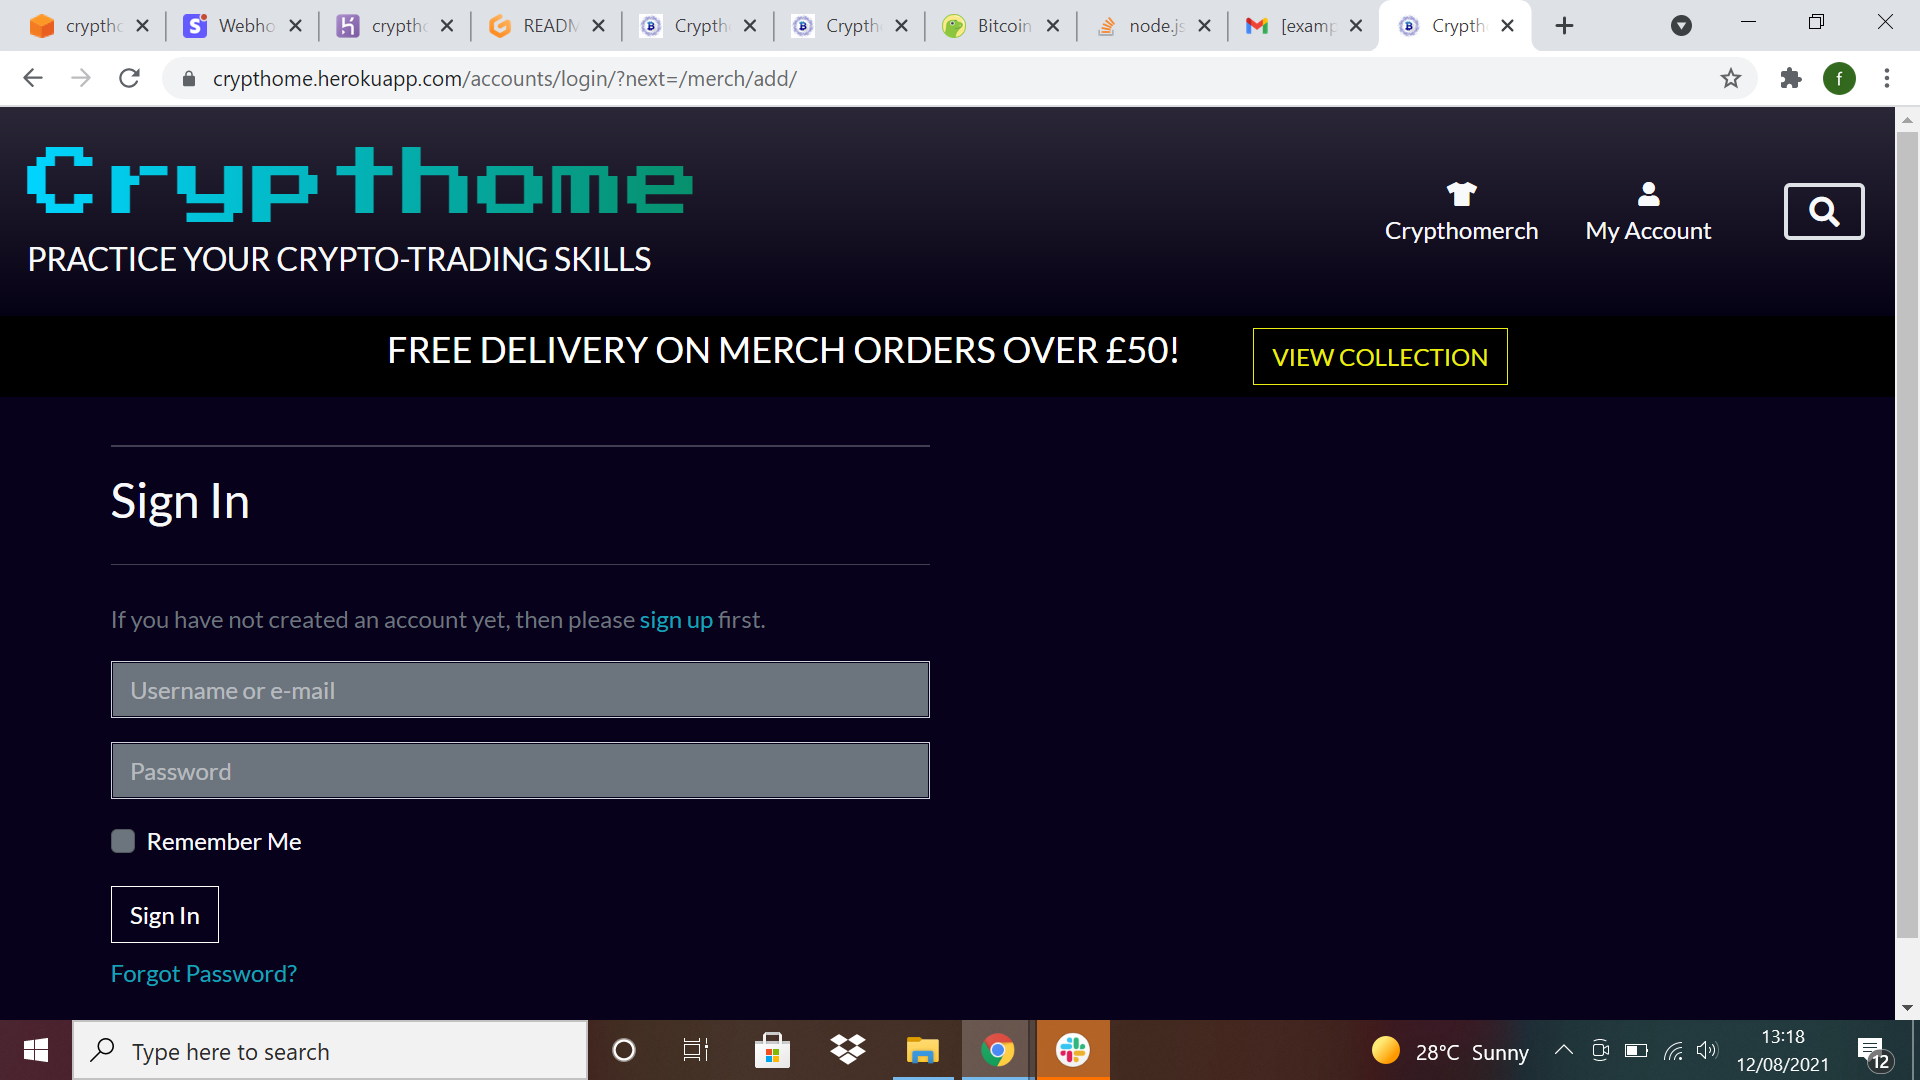 crypthc
Webho
crypthc
READM
Crypth
Crypth
Bitcoin
node.js
[examp
Crypth
crypthome.herokuapp.com/accounts/login/?next=/merch/add/
f
Crypthome
PRACTICE YOUR CRYPTO-TRADING SKILLS
Crypthomerch
My Account
FREE DELIVERY ON MERCH ORDERS OVER £50!
VIEW COLLECTION
Sign In
If you have not created an account yet, then please sign up first.
Username or e-mail
Password
Remember Me
Sign In
Forgot Password?
Type here to search
28°C Sunny
13:18
12/08/2021
12